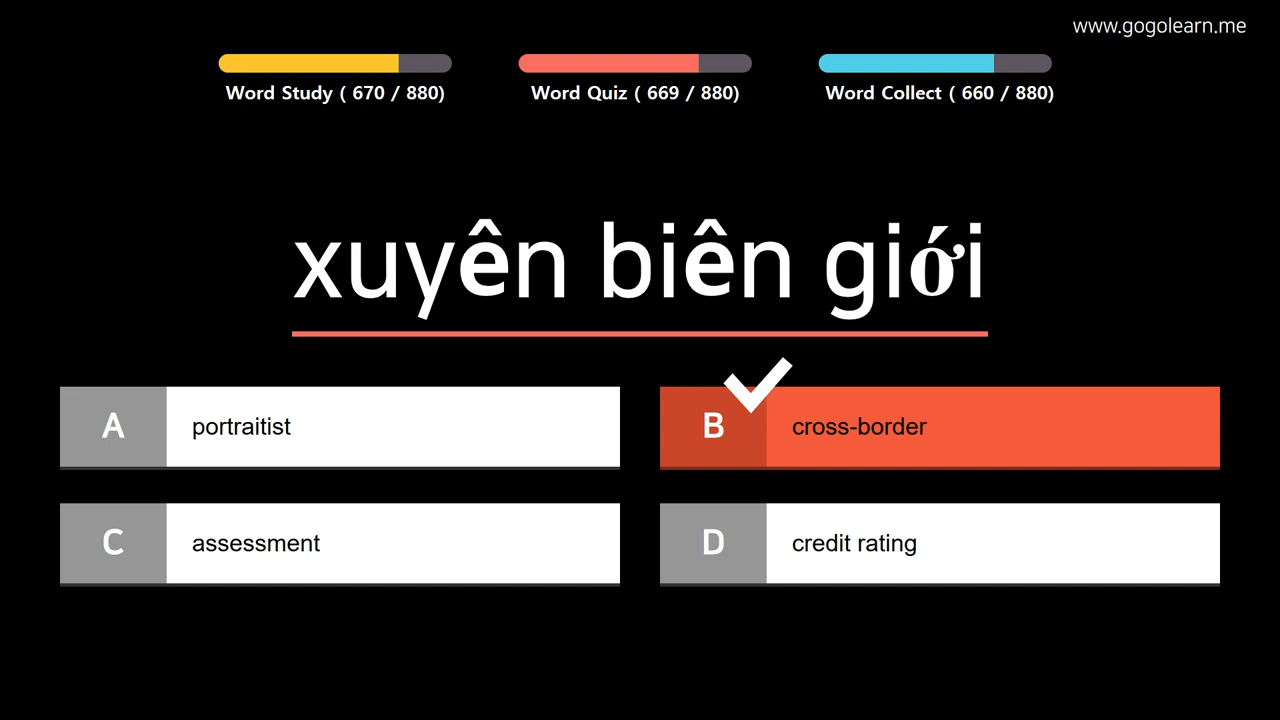 www.gogolearn.me
Word Study ( 670 / 880)
Word Quiz ( 669 / 880)
Word Collect ( 660 / 880)
xuyên biên giới
A portraitist
B cross-border
C assessment
D credit rating